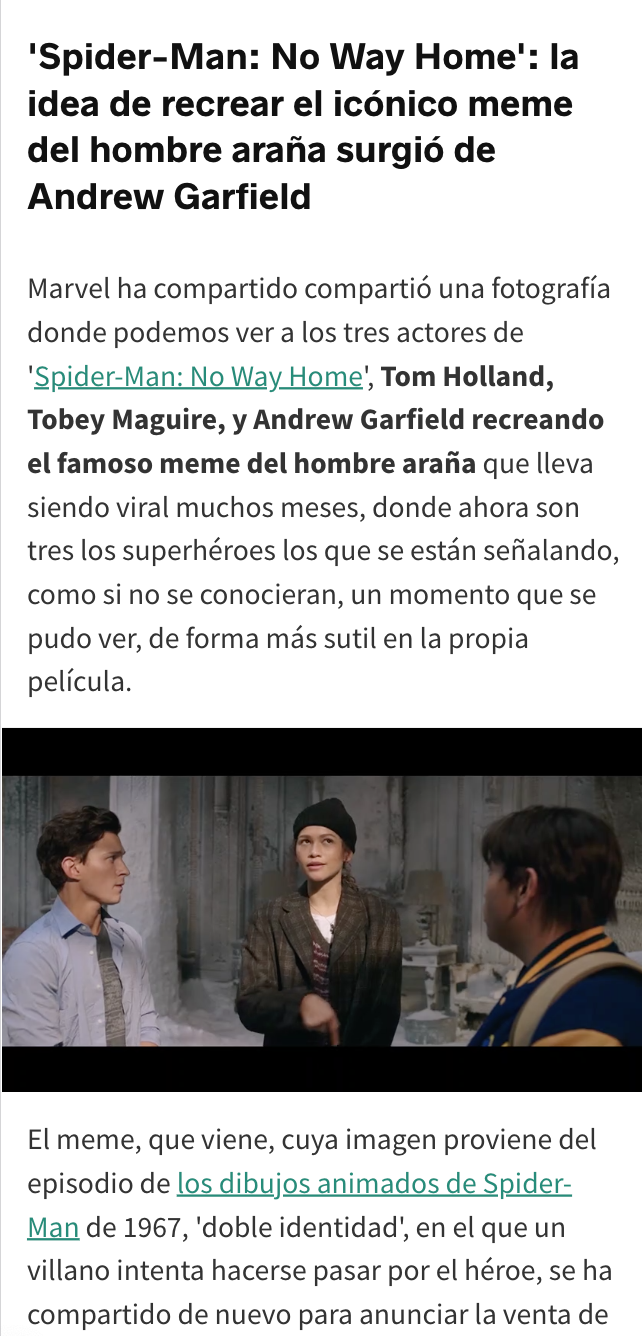 'Spider-Man: No Way Home': la
idea de recrear el icónico meme
del hombre araña surgió de
Andrew Garfield
Marvel ha compartido compartió una fotografía
donde podemos ver a los tres actores de
'Spider-Man: No Way Home', Tom Holland,
Tobey Maguire, y Andrew Garfield recreando
el famoso meme del hombre araña que lleva
siendo viral muchos meses, donde ahora son
tres los superhéroes los que se están señalando,
como si no se conocieran, un momento que se
pudo ver, de forma más sutil en la propia
película.
El meme, que viene, cuya imagen proviene del
episodio de los dibujos animados de Spider-
Man de 1967, 'doble identidad', en el que un
villano intenta hacerse pasar por el héroe, se ha
compartido de nuevo para anunciar la venta de